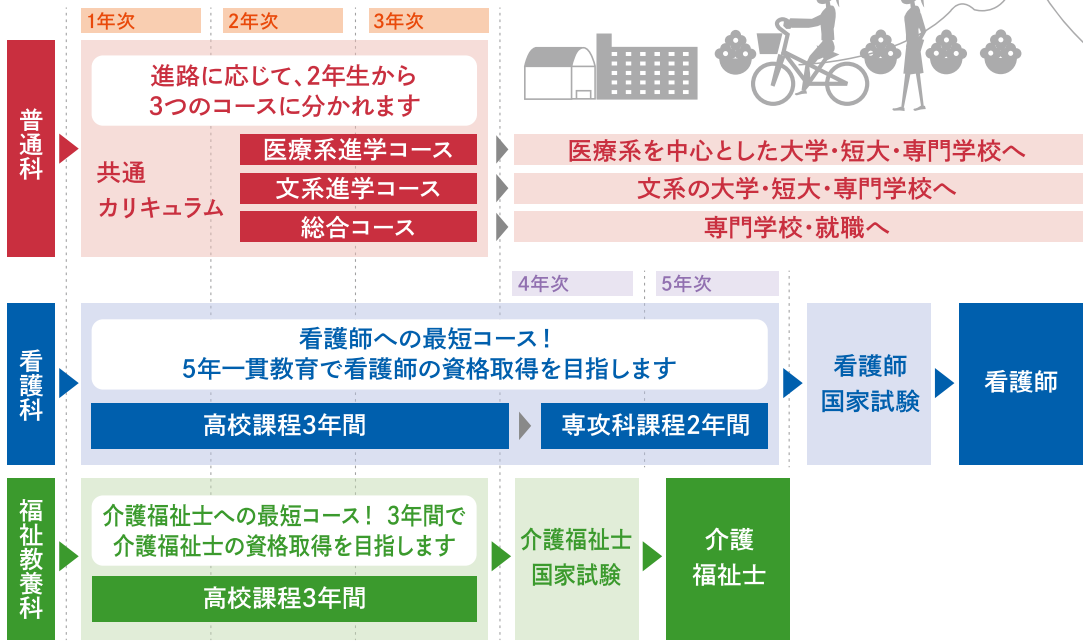 1年次
2年次
3年次
普通科
進路に応じて、2年生から
3つのコースに分かれます
共通
カリキュラム
医療系進学コース
医療系を中心とした大学・短大・専門学校へ
文系進学コース
文系の大学・短大・専門学校へ
総合コース
専門学校・就職へ
4年次
5年次
看護科
看護師への最短コース!
5年一貫教育で看護師の資格取得を目指します
高校課程3年間
専攻科課程2年間
看護師
国家試験
看護師
福祉教養科
介護福祉士への最短コース! 3年間で
介護福祉士の資格取得を目指します
高校課程3年間
介護福祉士
国家試験
介護
福祉士